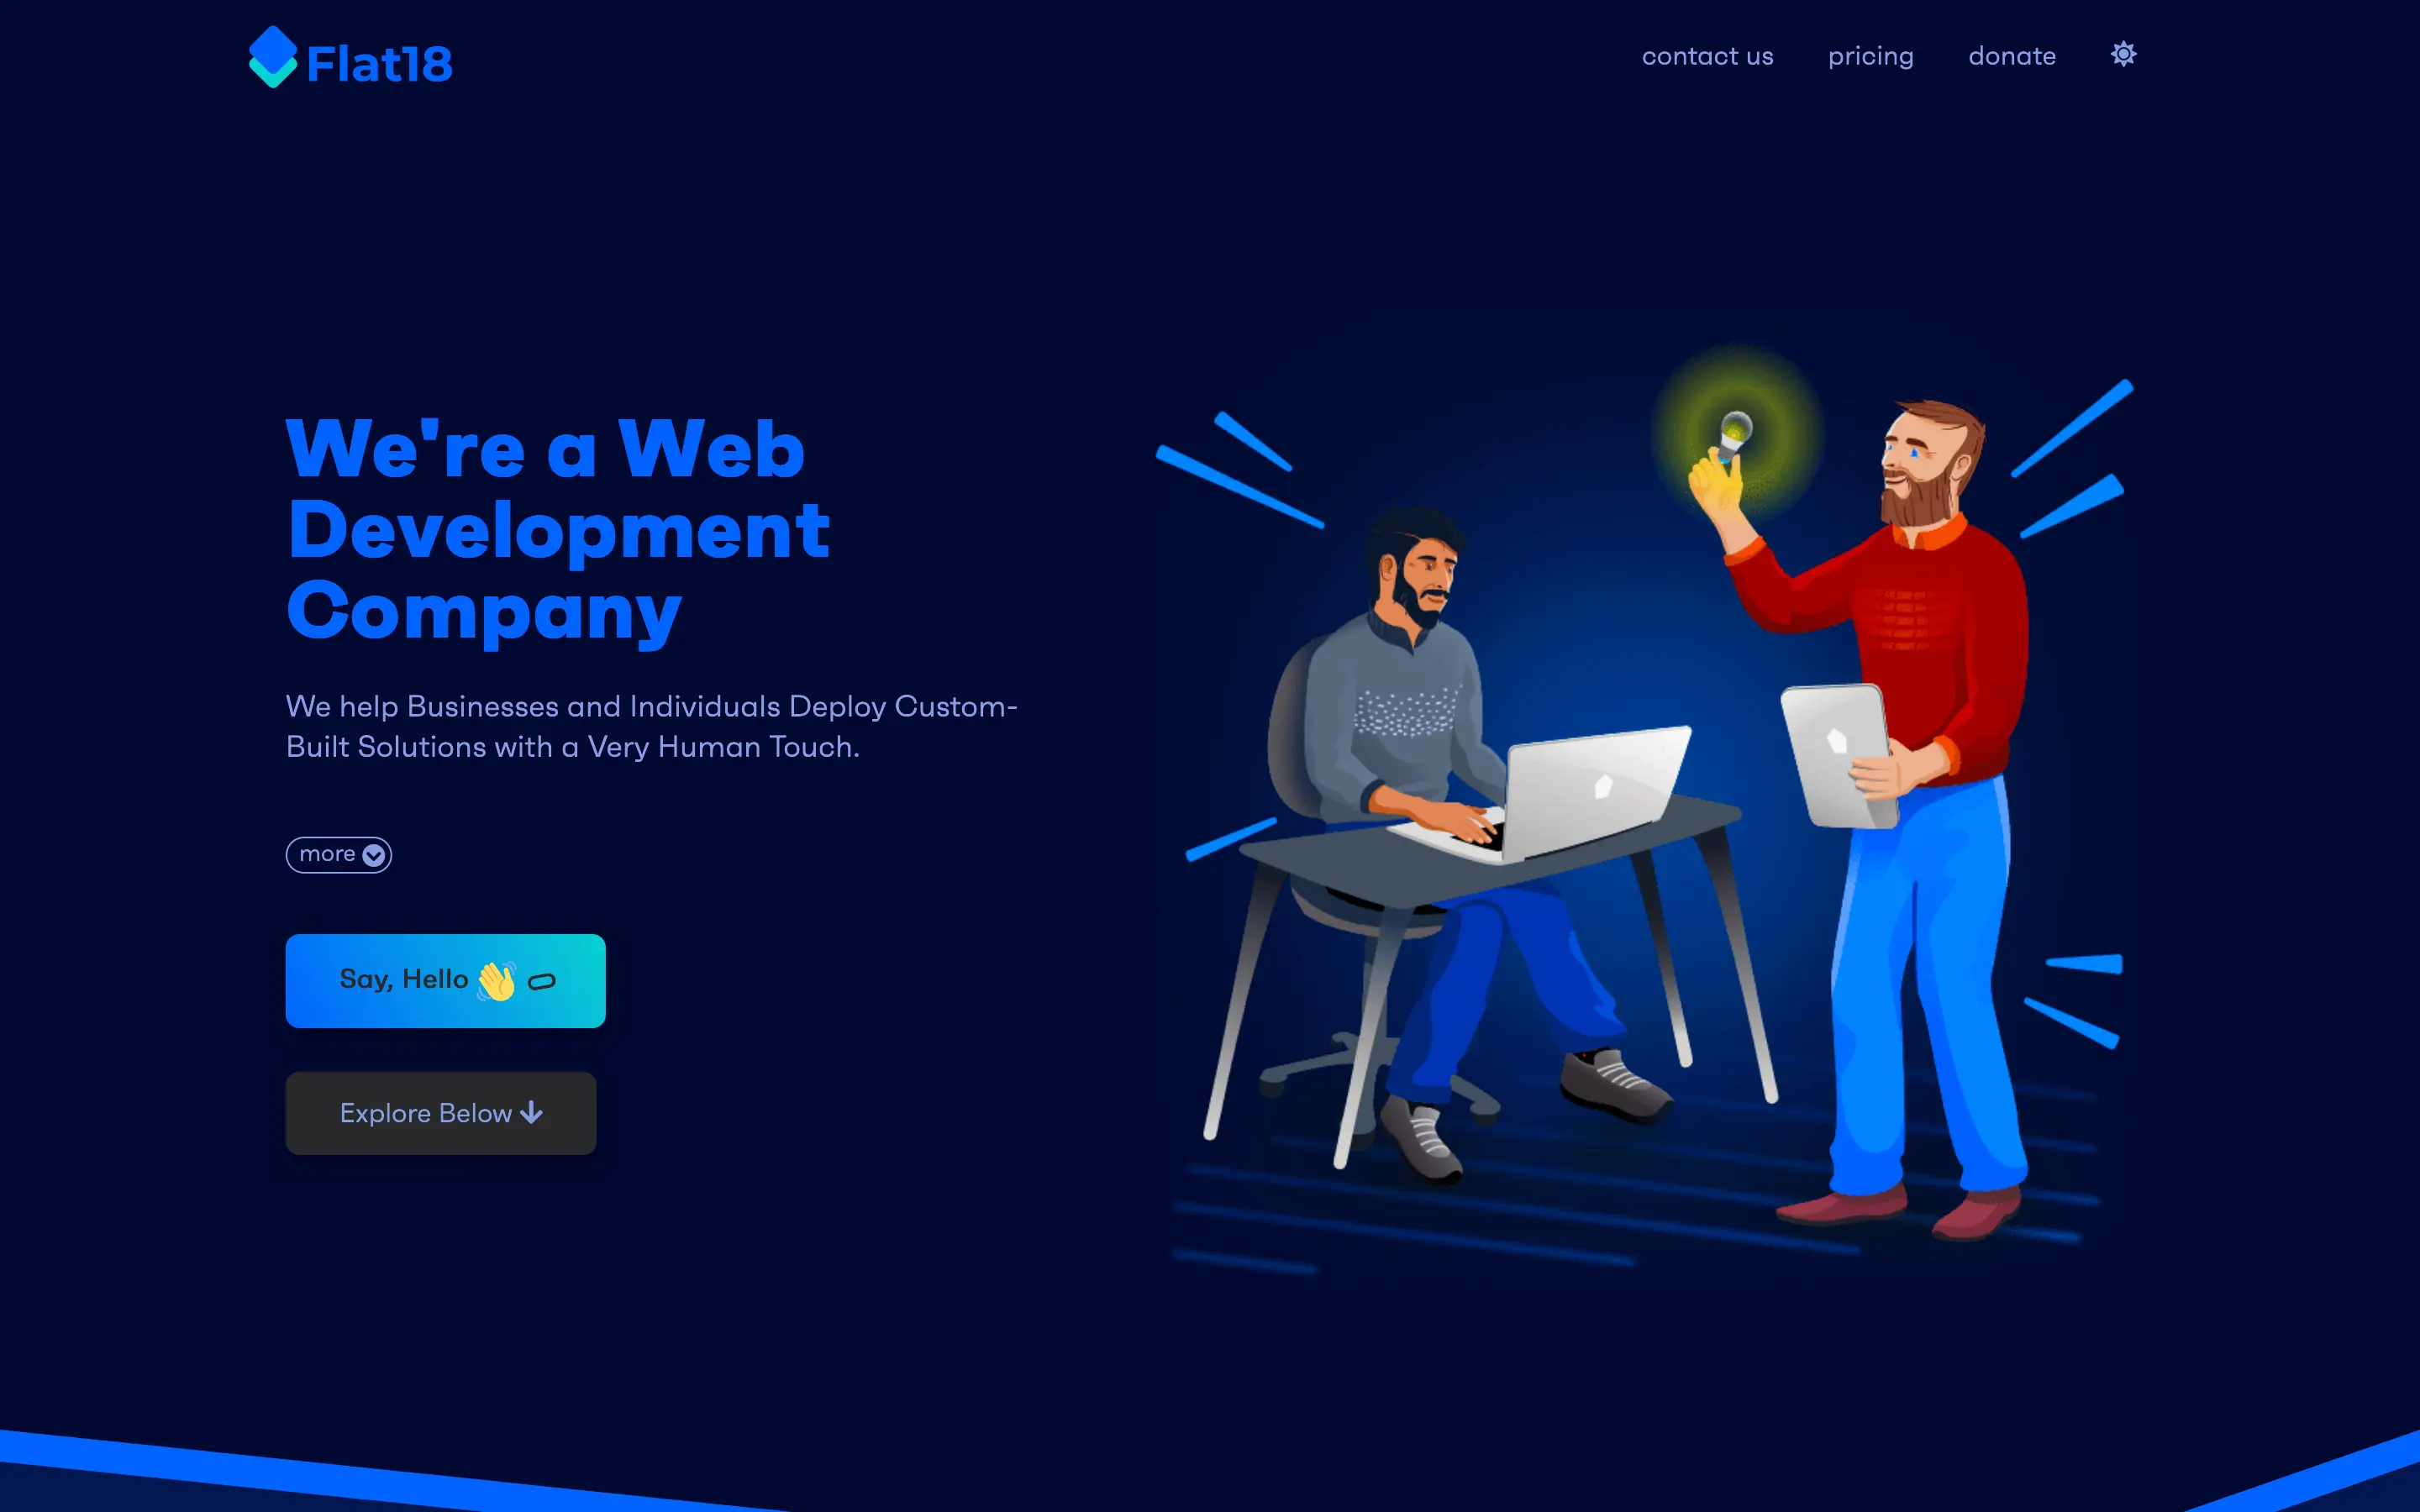 Flat18
contact us
pricing
donate
We're a Web
Development
Company
We help Businesses and Individuals Deploy Custom-
Built Solutions with a Very Human Touch.
more
Say, Hello 👋
Explore Below ↓